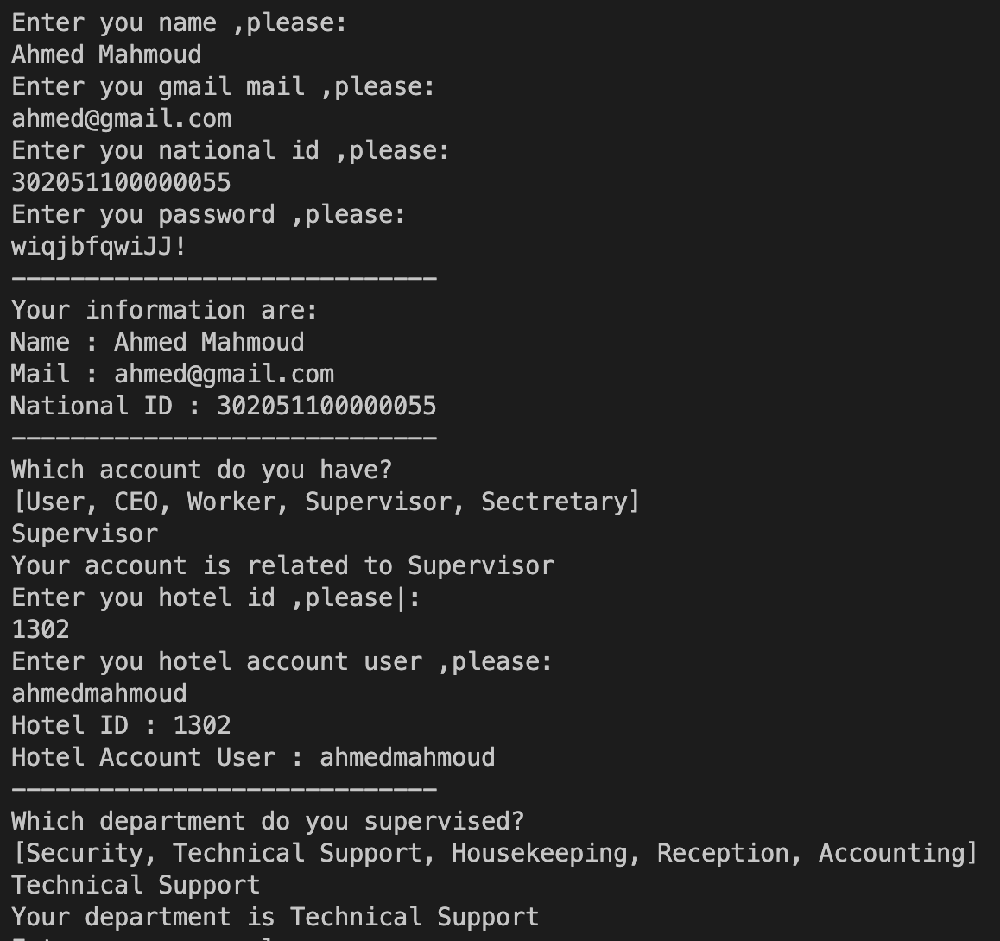 Enter you name ,please:
Ahmed Mahmoud
Enter you gmail mail ,please:
ahmed@gmail.com
Enter you national id ,please:
302051100000055
Enter you password ,please:
wiqjbfqwiJJ!
-----------------------------
Your information are:
Name : Ahmed Mahmoud
Mail : ahmed@gmail.com
National ID : 302051100000055
-----------------------------
Which account do you have?
[User, CEO, Worker, Supervisor, Sectretary]
Supervisor
Your account is related to Supervisor
Enter you hotel id ,please|:
1302
Enter you hotel account user ,please:
ahmedmahmoud
Hotel ID : 1302
Hotel Account User : ahmedmahmoud
-----------------------------
Which department do you supervised?
[Security, Technical Support, Housekeeping, Reception, Accounting]
Technical Support
Your department is Technical Support